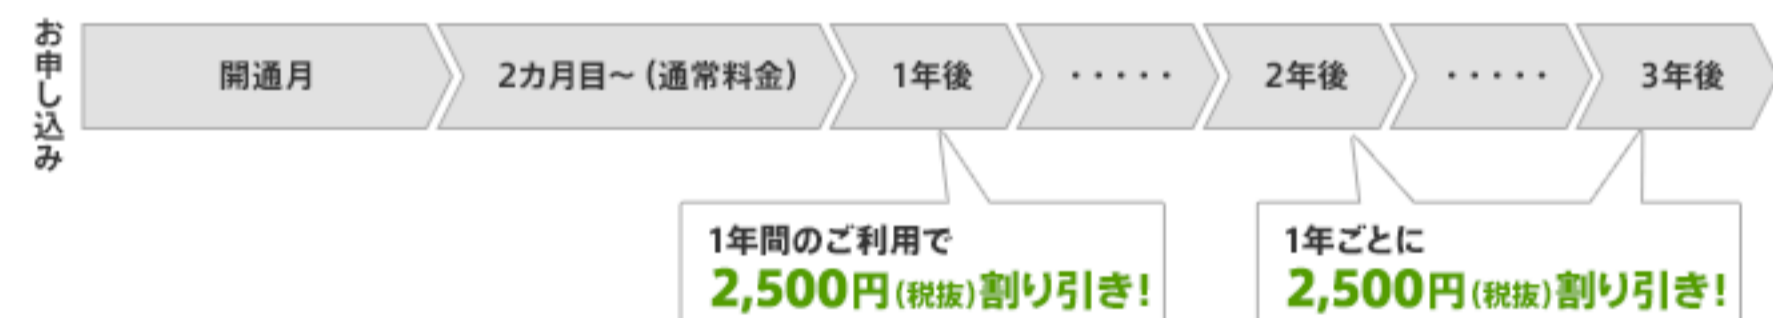 お申し込み
開通月
2カ月目～（通常料金）
1年後
・・・・・
2年後
・・・・・
3年後
1年間のご利用で
2,500円（税抜）割り引き！
1年ごとに
2,500円（税抜）割り引き！